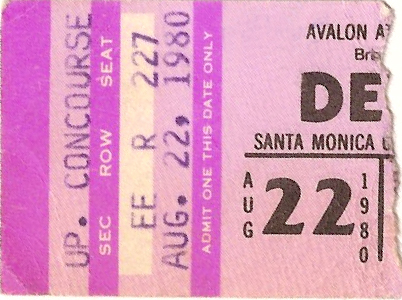 UP. CONCOURSE
SEC ROW SEAT
EE R 227
AUG. 22, 1980
ADMIT ONE THIS DATE ONLY
AVALON A
Bri
DE
SANTA MONICA
AUG 22 1980